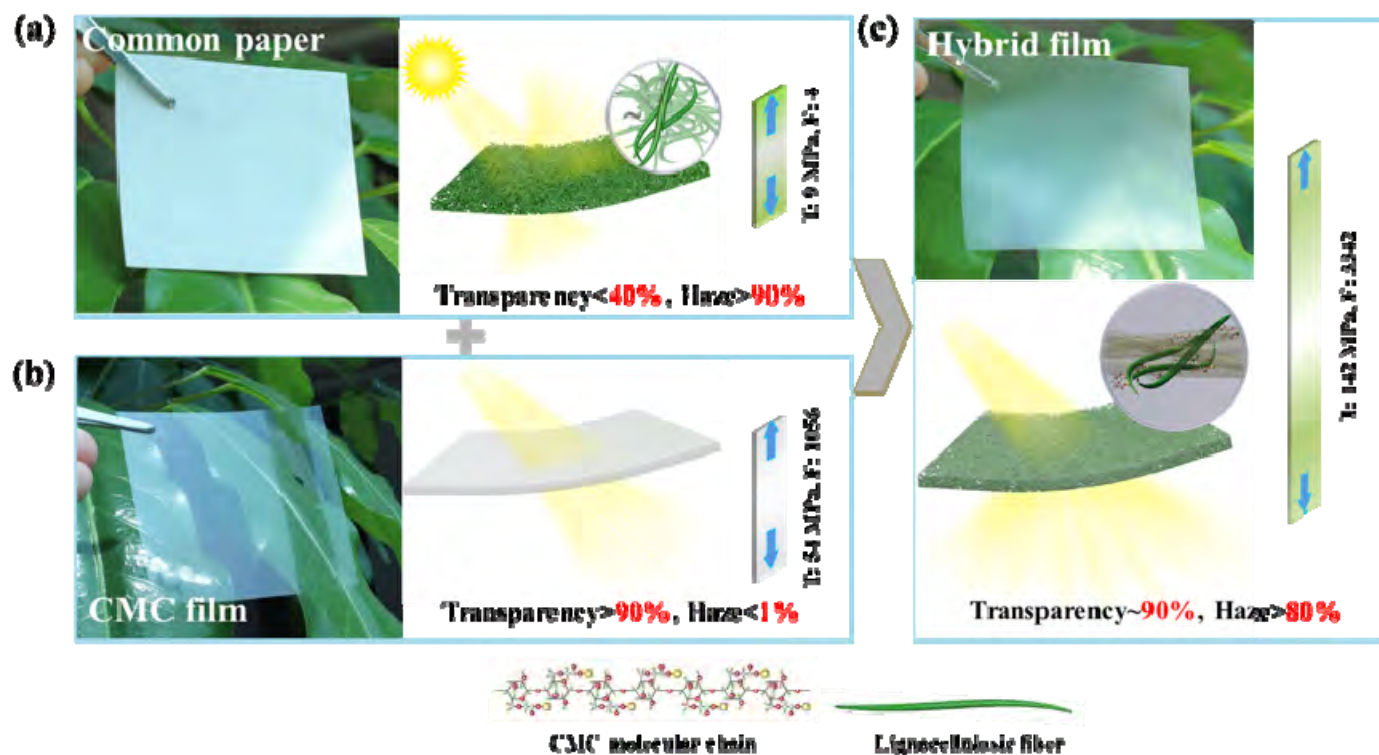 (a)
Common paper
T: 9 MPa, F: 4
Transparency<40%, Haze>90%
(b)
CMC film
T: 54 MPa, F: 1056
Transparency>90%, Haze<1%
(c)
Hybrid film
T: 142 MPa, F: 3342
Transparency~90%, Haze>80%
CMC molecular chain
Lignocellulosic fiber